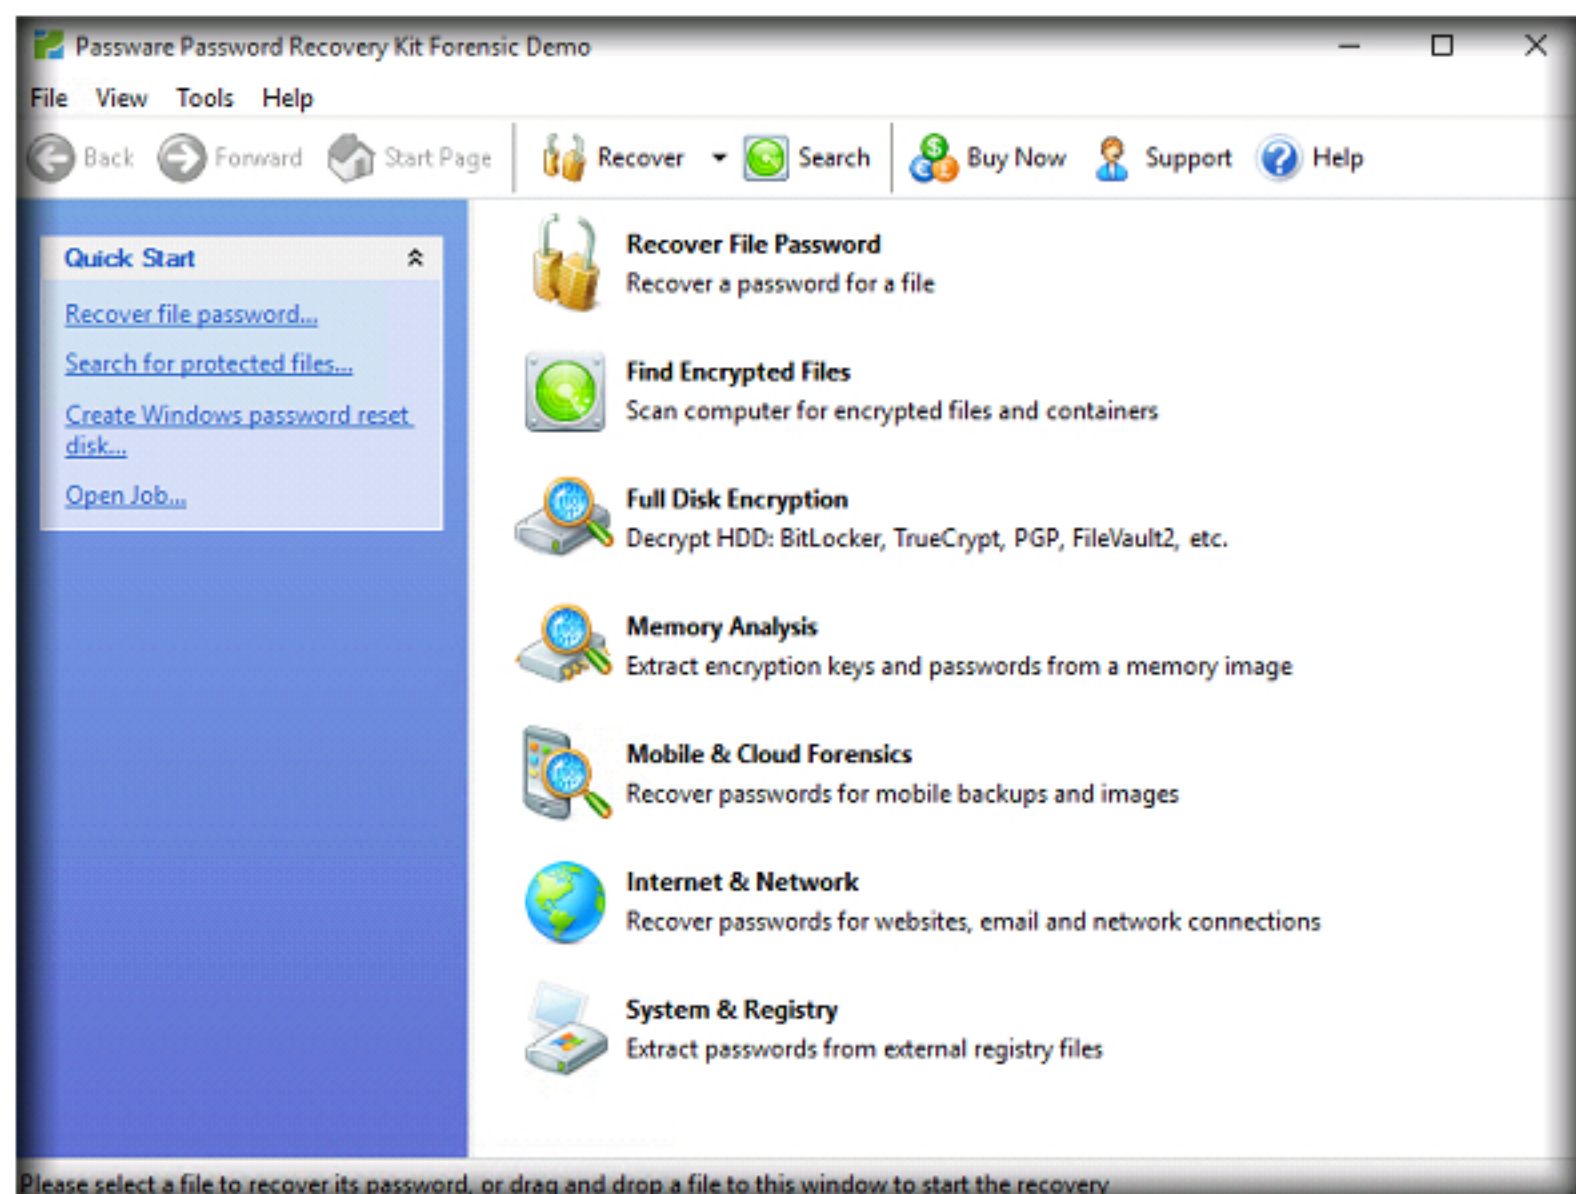 Passware Password Recovery Kit Forensic Demo
File View Tools Help
Back Forward Start Page Recover Search Buy Now Support Help
Quick Start
Recover file password...
Search for protected files...
Create Windows password reset
disk...
Open Job...
Recover File Password
Recover a password for a file
Find Encrypted Files
Scan computer for encrypted files and containers
Full Disk Encryption
Decrypt HDD: BitLocker, TrueCrypt, PGP, FileVault2, etc.
Memory Analysis
Extract encryption keys and passwords from a memory image
Mobile & Cloud Forensics
Recover passwords for mobile backups and images
Internet & Network
Recover passwords for websites, email and network connections
System & Registry
Extract passwords from external registry files
Please select a file to recover its password, or drag and drop a file to this window to start the recovery